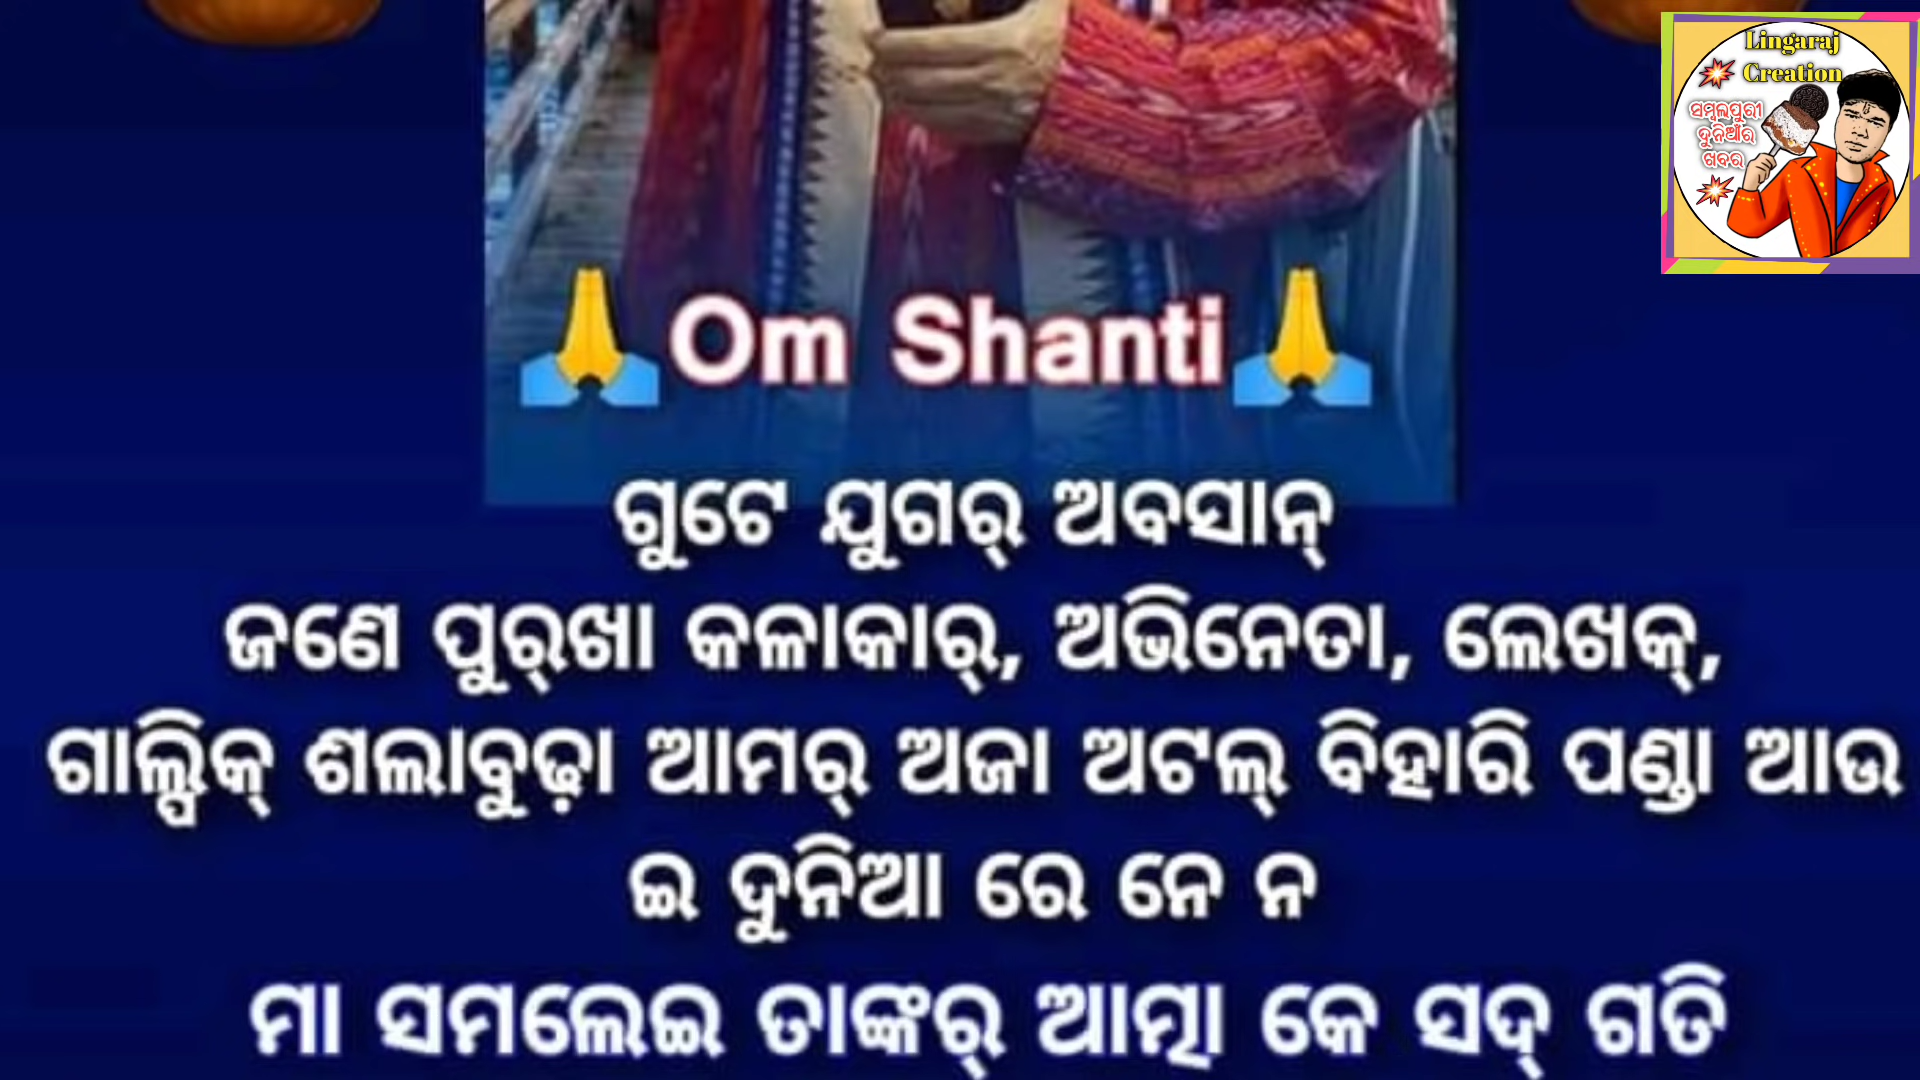 Lingaraj
Creation
ସମ୍ବଲପୁରୀ
ଦୁନିଆଁର
ଖବର
🙏Om Shanti🙏
ଗୁଟେ ଯୁଗର୍ ଅବସାନ୍
ଜଣେ ପୁର୍‌ଖା କଳାକାର୍, ଅଭିନେତା, ଲେଖକ୍,
ଗାଳ୍ପିକ୍ ଶଲାବୁଢ଼ା ଆମର୍ ଅଜା ଅଟଲ୍ ବିହାରି ପଣ୍ଡା ଆଉ
ଇ ଦୁନିଆ ରେ ନେ ନ
ମା ସମଲେଇ ତାଙ୍କର୍ ଆତ୍ମା କେ ସଦ୍ ଗତି